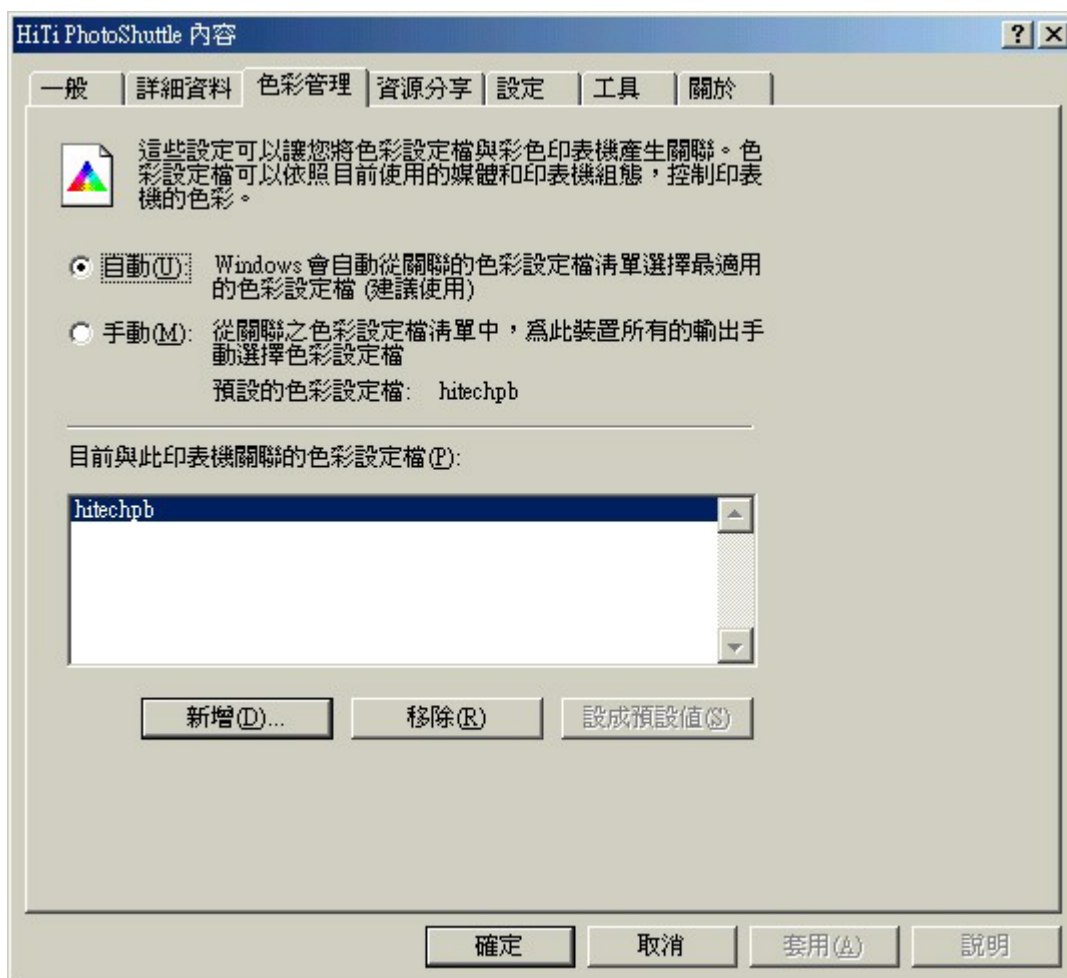 HiTi PhotoShuttle 內容
一般 詳細資料 色彩管理 資源分享 設定 工具 關於
這些設定可以讓您將色彩設定檔與彩色印表機產生關聯。色
彩設定檔可以依照目前使用的媒體和印表機組態，控制印表
機的色彩。
自動(U): Windows 會自動從關聯的色彩設定檔清單選擇最適用
的色彩設定檔 (建議使用)
手動(M): 從關聯之色彩設定檔清單中，爲此裝置所有的輸出手
動選擇色彩設定檔
預設的色彩設定檔: hitechpb
目前與此印表機關聯的色彩設定檔(P):
hitechpb
新增(D)... 移除(R) 設成預設值(S)
確定 取消 套用(A) 說明